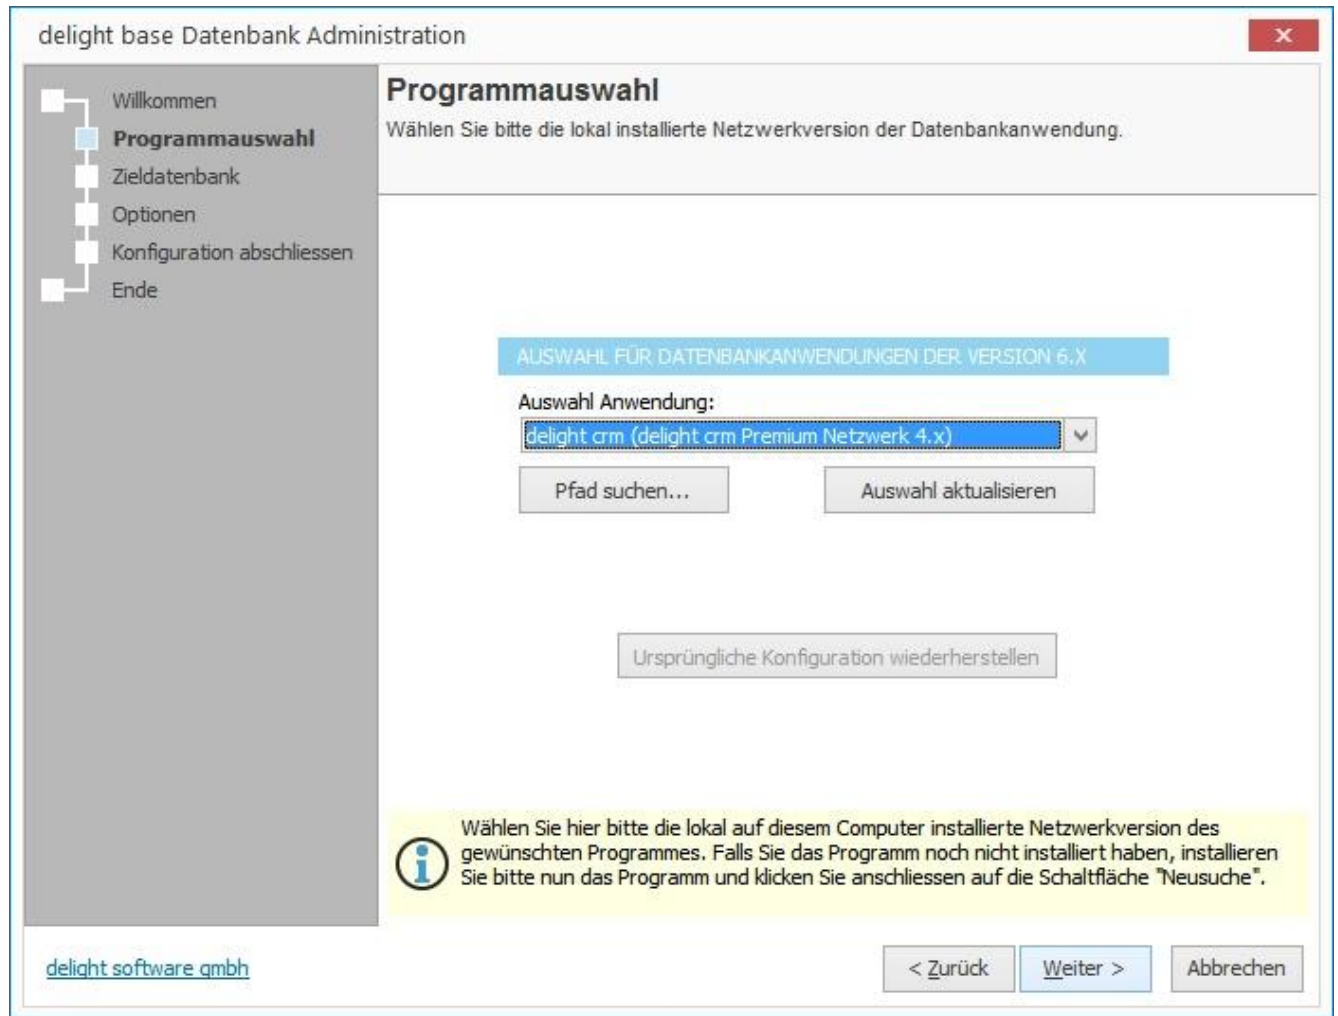 delight base Datenbank Administration
Willkommen
Programmauswahl
Zieldatenbank
Optionen
Konfiguration abschliessen
Ende
Programmauswahl
Wählen Sie bitte die lokal installierte Netzwerkversion der Datenbankanwendung.
AUSWAHL FÜR DATENBANKANWENDUNGEN DER VERSION 6.X
Auswahl Anwendung:
delight crm (delight crm Premium Netzwerk 4.x)
Pfad suchen...
Auswahl aktualisieren
Ursprüngliche Konfiguration wiederherstellen
Wählen Sie hier bitte die lokal auf diesem Computer installierte Netzwerkversion des
gewünschten Programmes. Falls Sie das Programm noch nicht installiert haben, installieren
Sie bitte nun das Programm und klicken Sie anschliessen auf die Schaltfläche "Neusuche".
delight software gmbh
< Zurück
Weiter >
Abbrechen